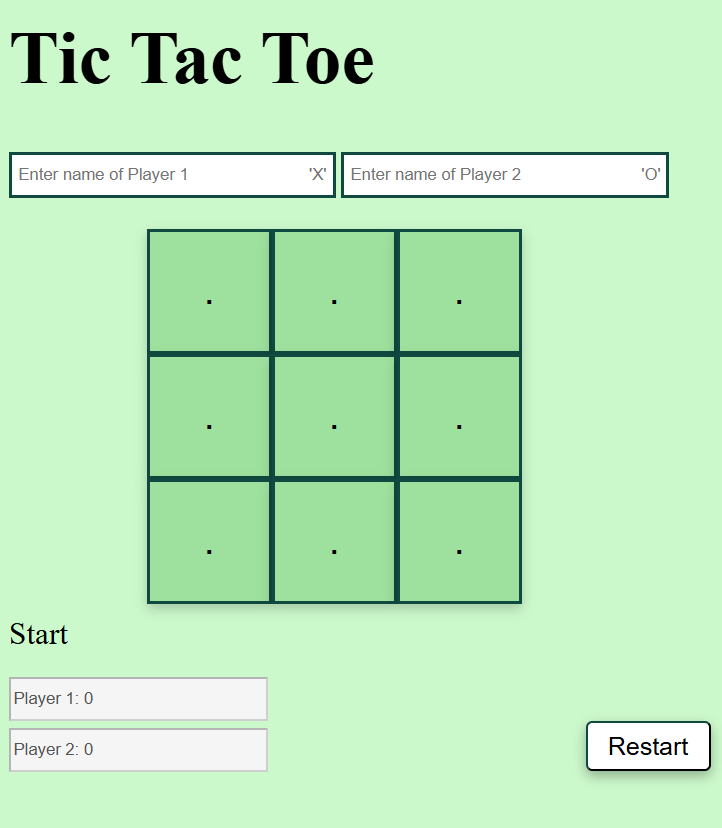 Tic Tac Toe
Enter name of Player 1 'X' Enter name of Player 2 'O'
. . .
. . .
. . .
Start
Player 1: 0
Player 2: 0
Restart